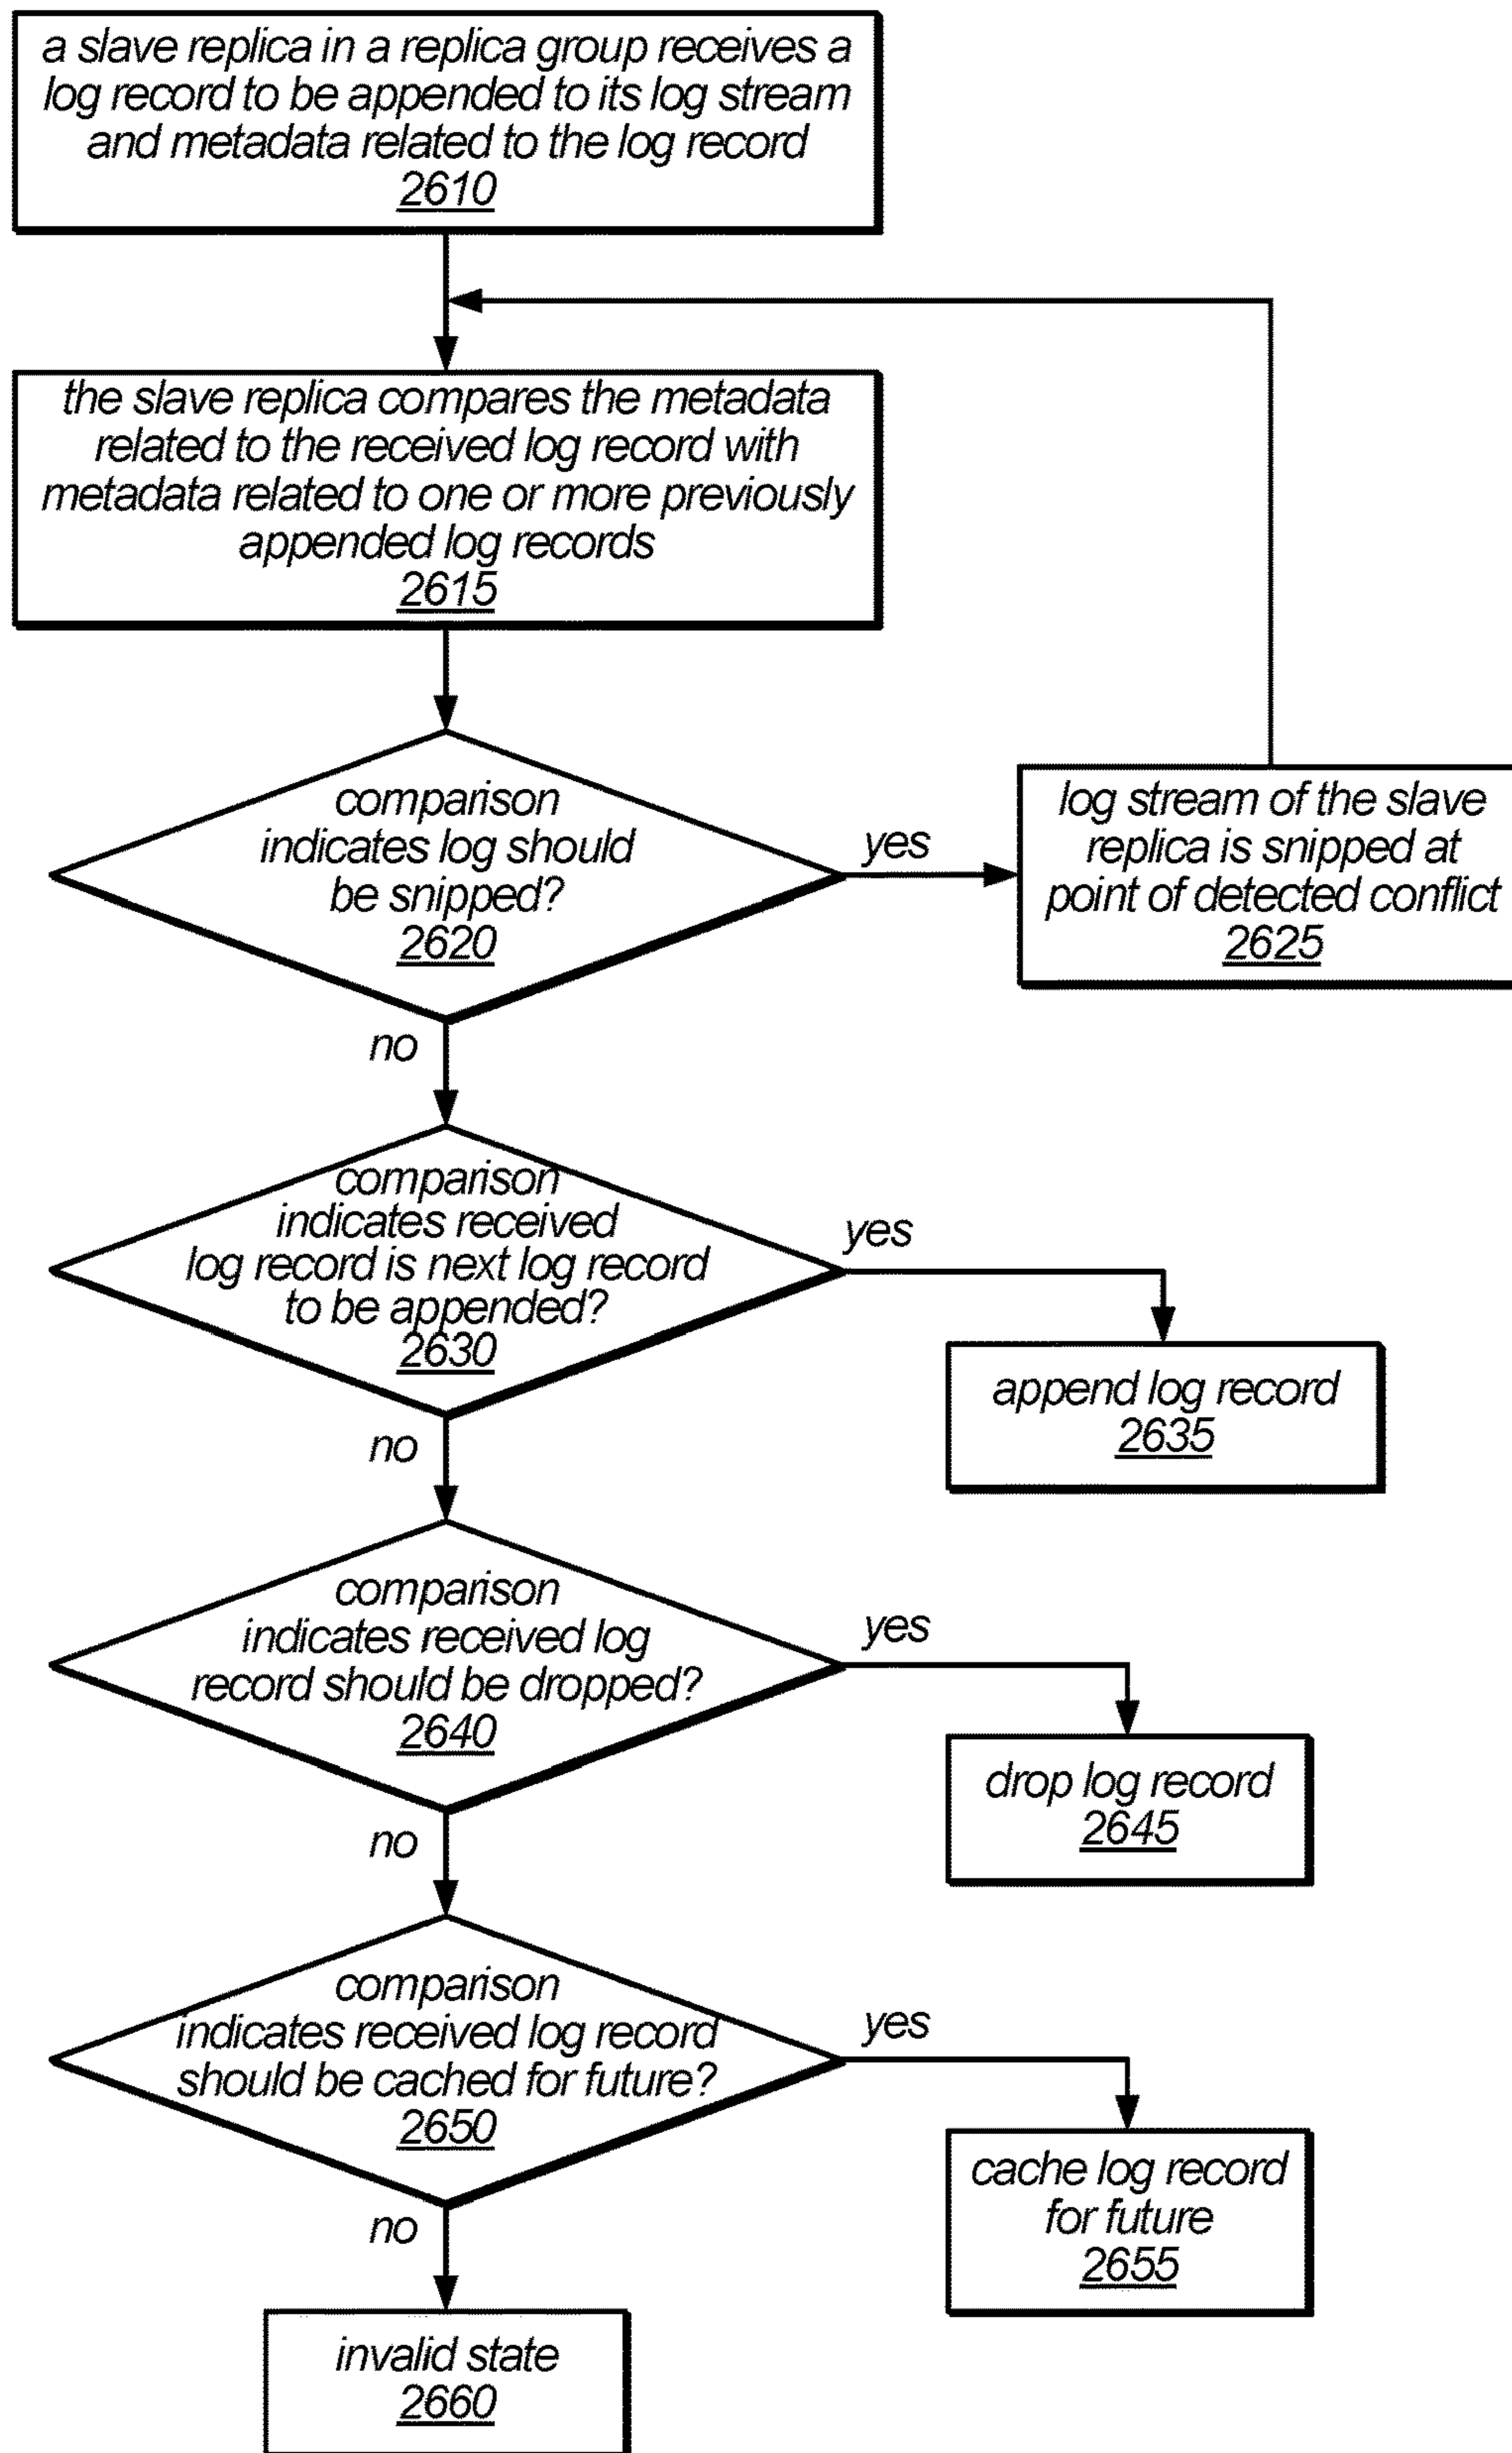 a slave replica in a replica group receives a
log record to be appended to its log stream
and metadata related to the log record
2610
the slave replica compares the metadata
related to the received log record with
metadata related to one or more previously
appended log records
2615
comparison
indicates log should
be snipped?
2620
yes
log stream of the slave
replica is snipped at
point of detected conflict
2625
no
comparison
indicates received
log record is next log record
to be appended?
2630
yes
append log record
2635
no
comparison
indicates received log
record should be dropped?
2640
yes
drop log record
2645
no
comparison
indicates received log record
should be cached for future?
2650
yes
cache log record
for future
2655
no
invalid state
2660